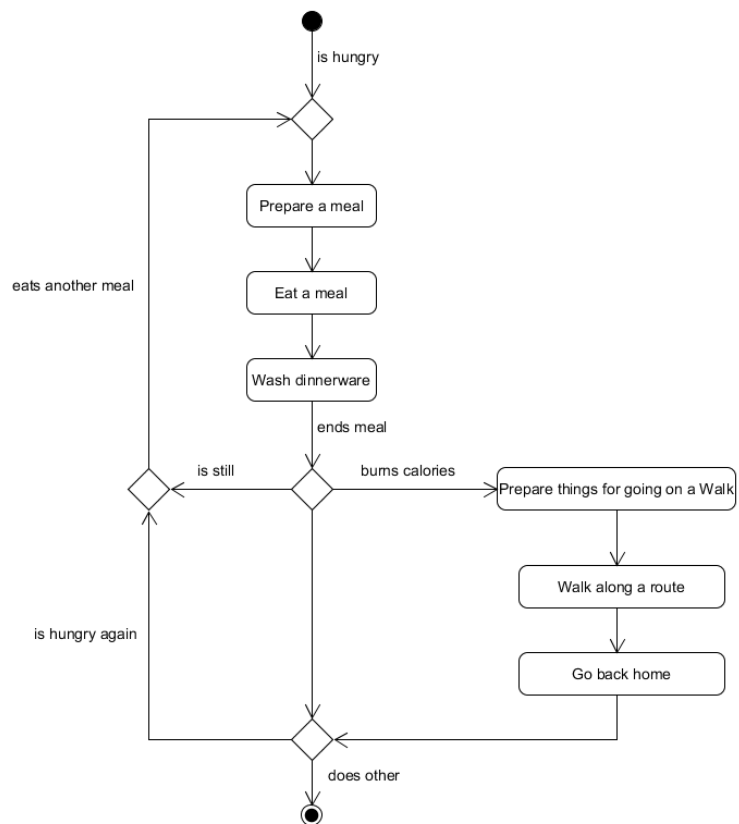 is hungry
Prepare a meal
eats another meal
Eat a meal
Wash dinnerware
ends meal
is still
burns calories
Prepare things for going on a Walk
Walk along a route
is hungry again
Go back home
does other